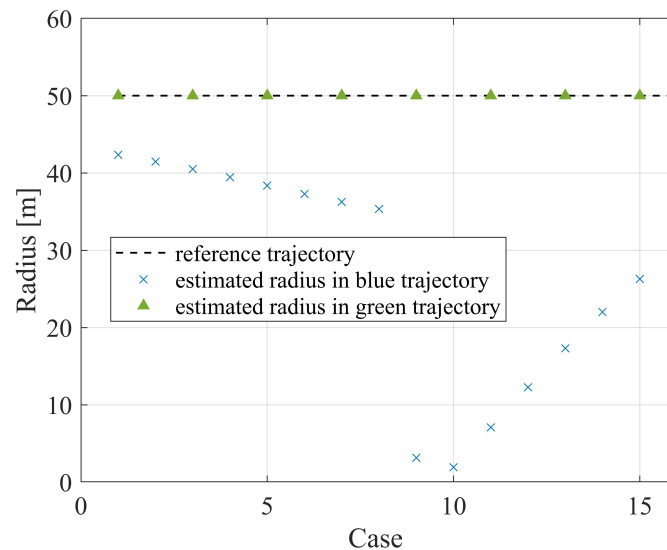 60
50
40
30
20
10
0
Radius [m]
reference trajectory
estimated radius in blue trajectory
estimated radius in green trajectory
0 5 10 15
Case